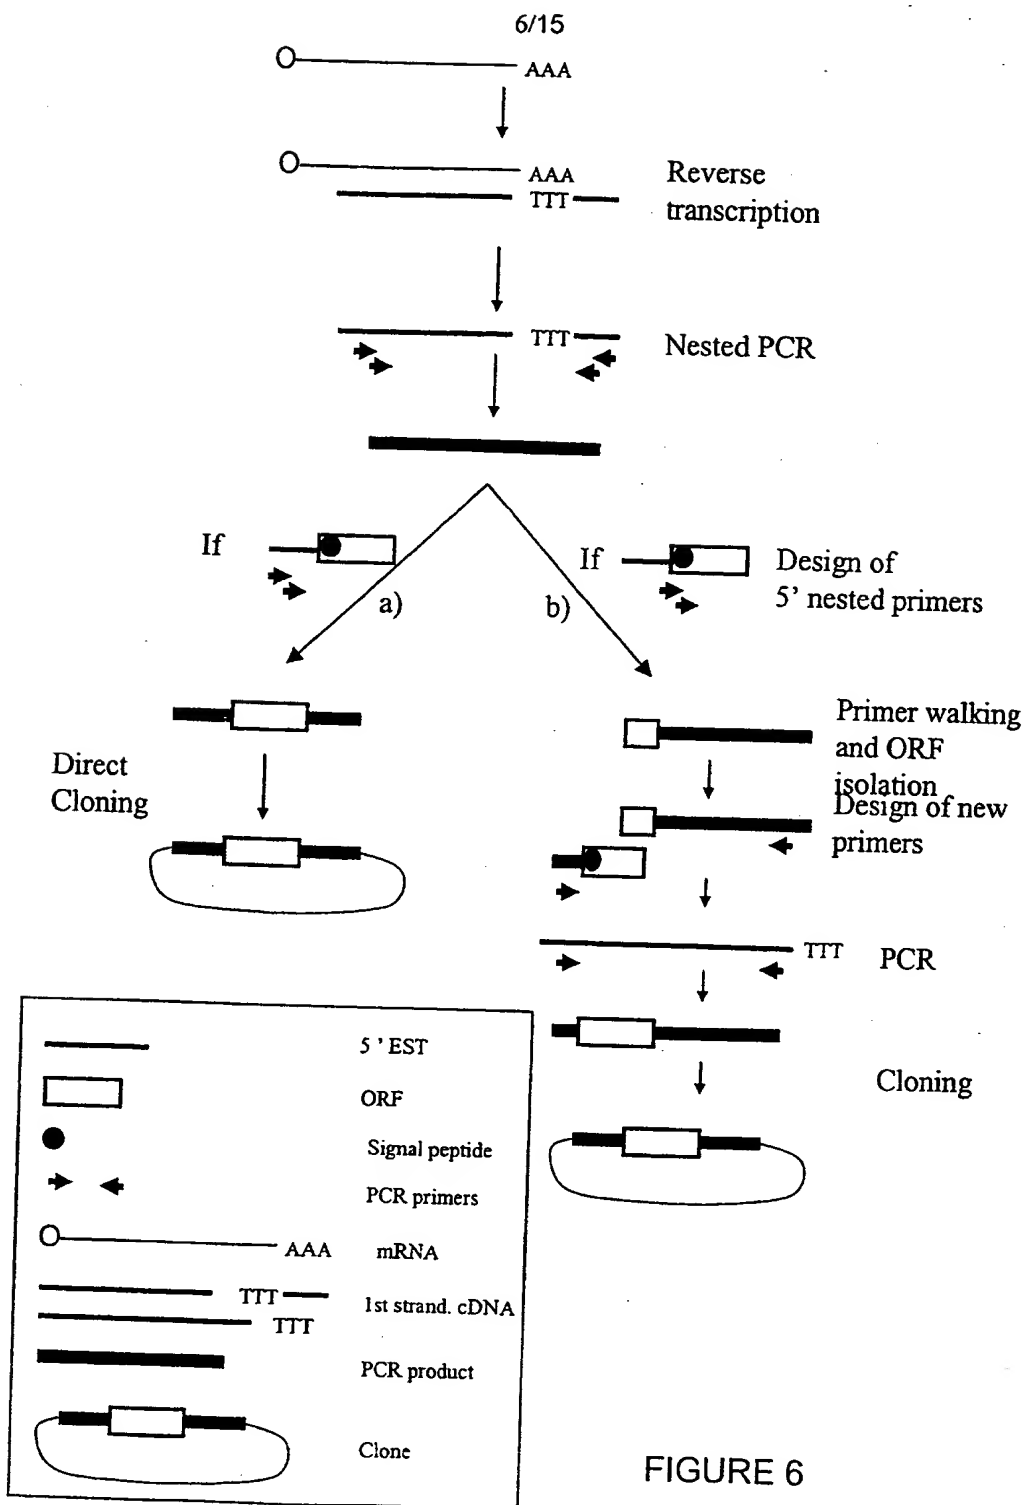 6/15
AAA
AAA
TTT
Reverse
transcription
TTT
Nested PCR
If
a)
If
b)
Design of
5' nested primers
Direct
Cloning
Primer walking
and ORF
isolation
Design of new
primers
TTT
PCR
Cloning
5 ' EST
ORF
Signal peptide
PCR primers
AAA
mRNA
TTT
TTT
1st strand. cDNA
PCR product
Clone
FIGURE 6